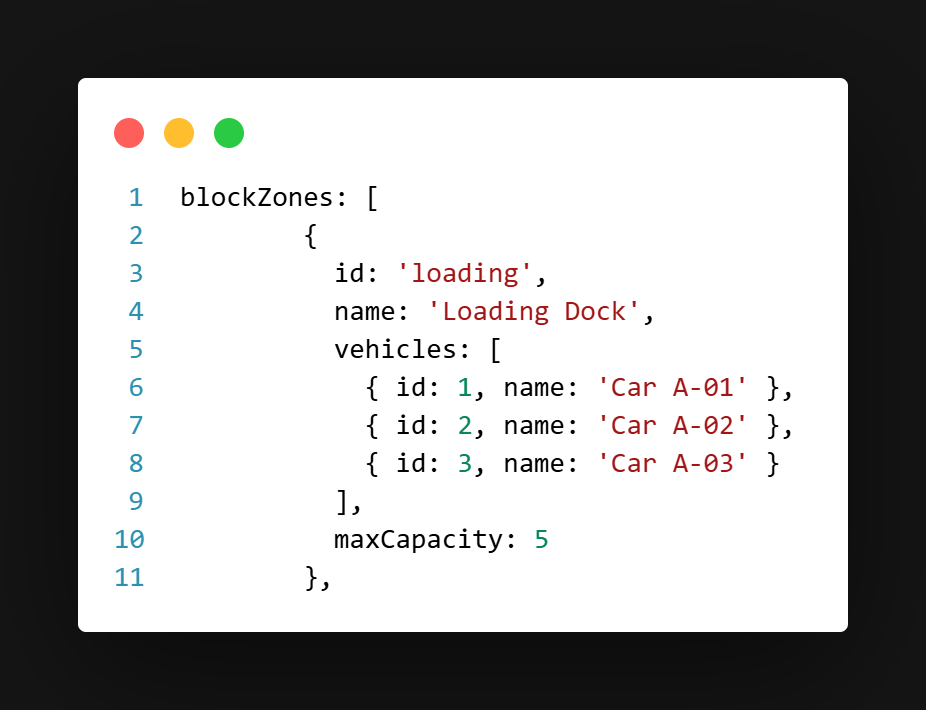 1 blockZones: [
2         {
3           id: 'loading',
4           name: 'Loading Dock',
5           vehicles: [
6             { id: 1, name: 'Car A-01' },
7             { id: 2, name: 'Car A-02' },
8             { id: 3, name: 'Car A-03' }
9           ],
10           maxCapacity: 5
11         },